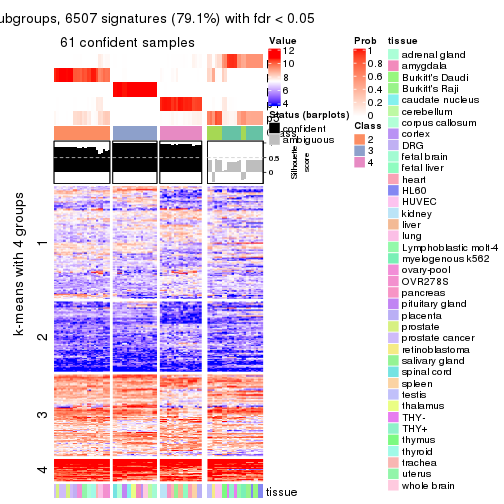 ubgroups, 6507 signatures (79.1%) with fdr < 0.05
61 confident samples
Value
12
10
8
6
4
Status (barplots)
confident
ambiguous
Prob
1
0.8
0.6
0.4
0.2
0
Class
2
3
4
0.5
0
Silhouette
score
k-means with 4 groups
1
2
3
4
tissue
tissue
adrenal gland
amygdala
Burkitt's Daudi
Burkitt's Raji
caudate nucleus
cerebellum
corpus callosum
cortex
DRG
fetal brain
fetal liver
heart
HL60
HUVEC
kidney
liver
lung
Lymphoblastic molt-4
myelogenous k562
ovary-pool
OVR278S
pancreas
pituitary gland
placenta
prostate
prostate cancer
retinoblastoma
salivary gland
spinal cord
spleen
testis
thalamus
THY-
THY+
thymus
thyroid
trachea
uterus
whole brain